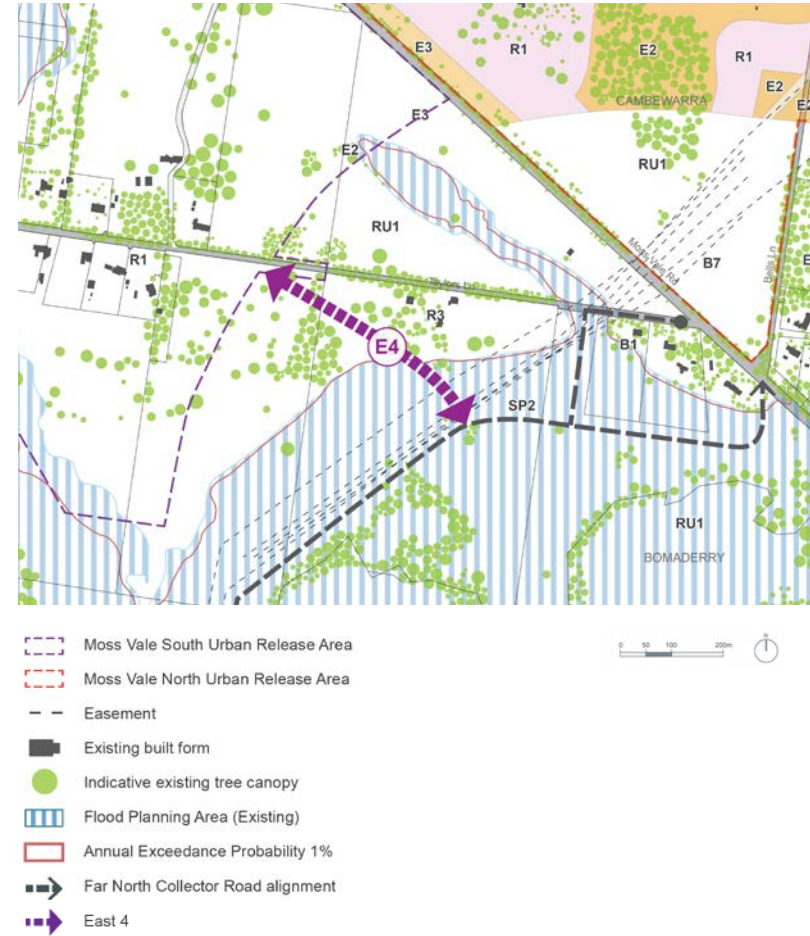 E3
R1
E2
R1
E2
E2
CAMBEWARRA
E3
E2
RU1
RU1
Moss Vale Rd
B7
Bells Ln
R1
Taylors Ln
R3
E4
B1
SP2
RU1
BOMADERRY
Moss Vale South Urban Release Area
0 50 100 200m
N
Moss Vale North Urban Release Area
Easement
Existing built form
Indicative existing tree canopy
Flood Planning Area (Existing)
Annual Exceedance Probability 1%
Far North Collector Road alignment
East 4